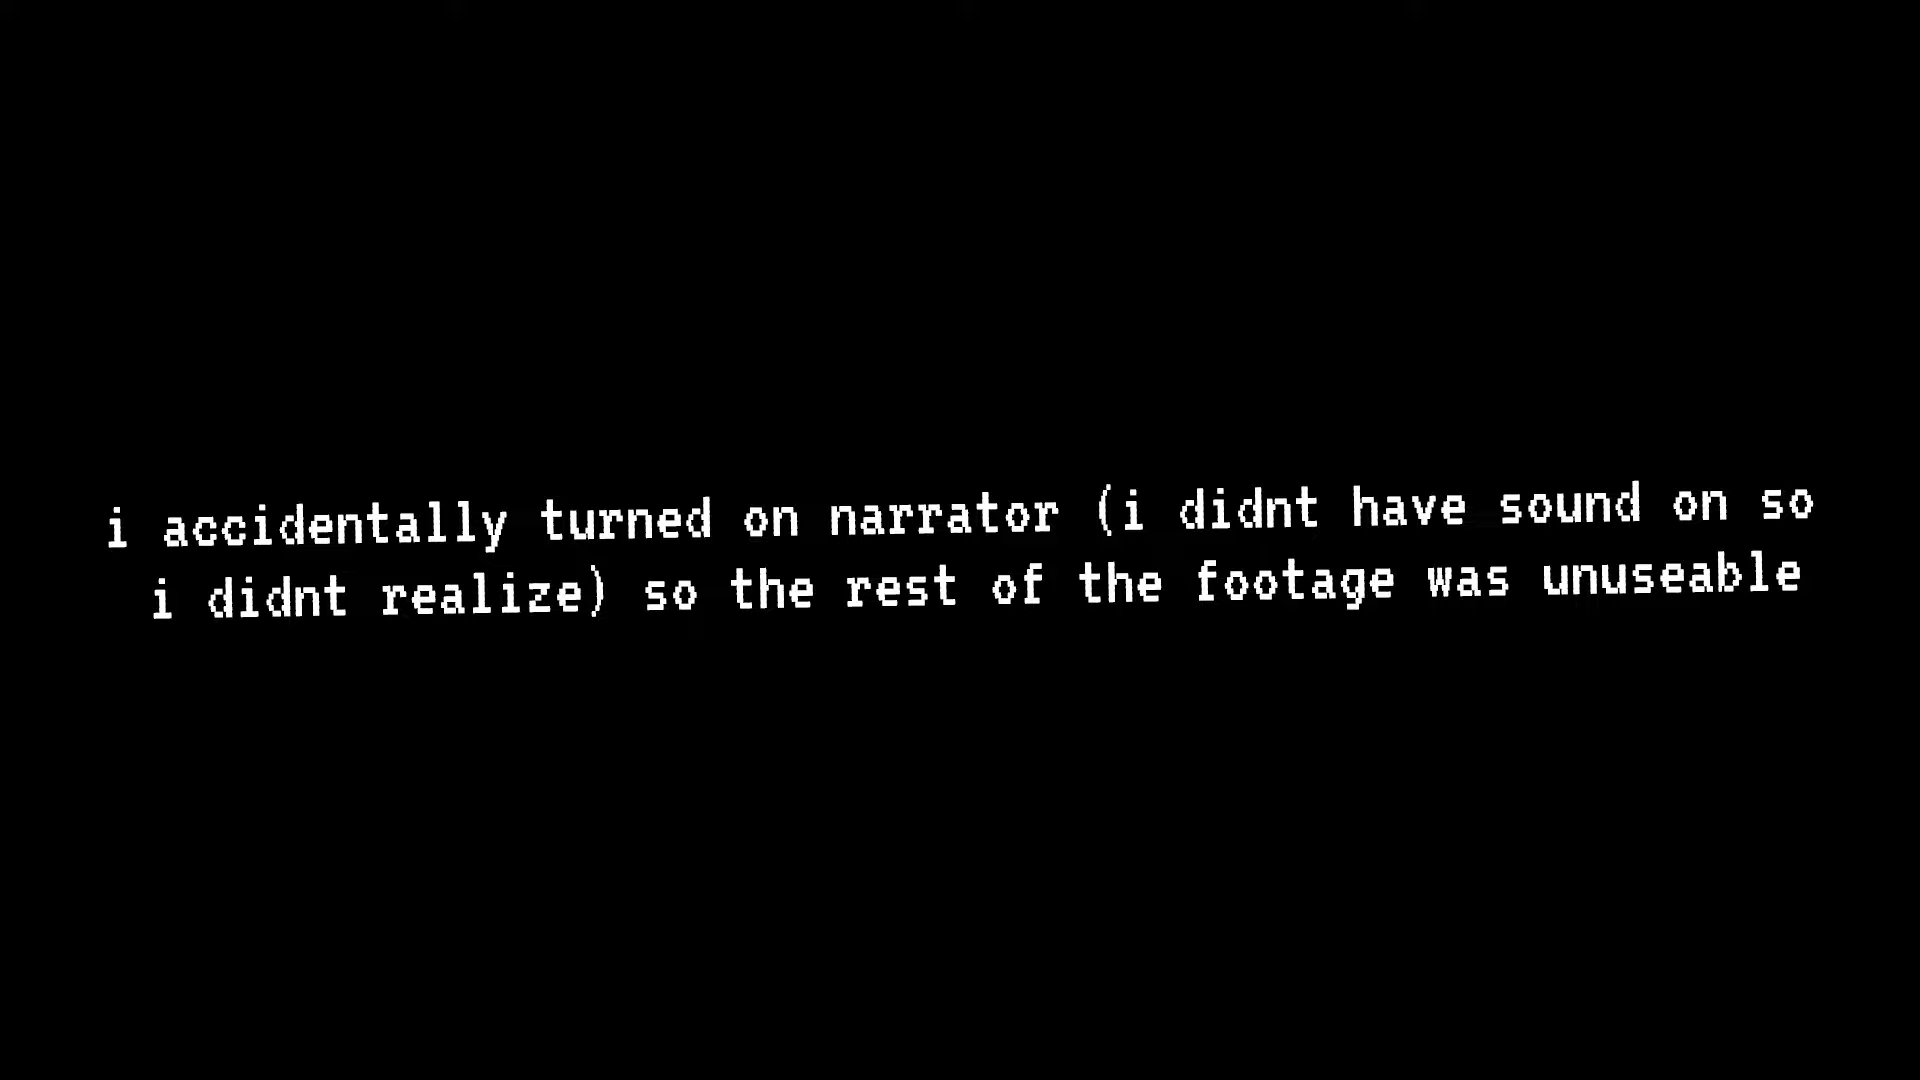 i accidentally turned on narrator (i didnt have sound on so
i didnt realize) so the rest of the footage was unuseable